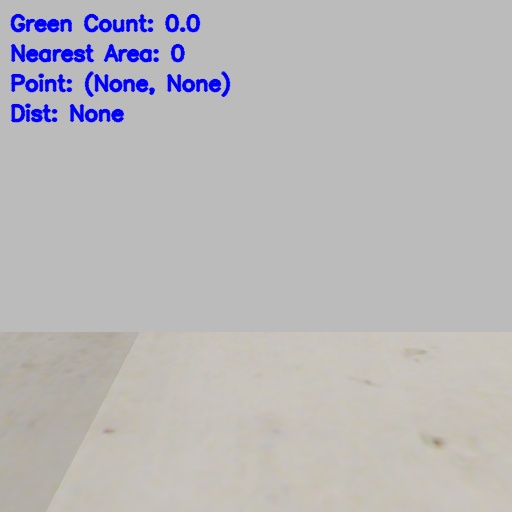 Green Count: 0.0
Nearest Area: 0
Point: (None, None)
Dist: None